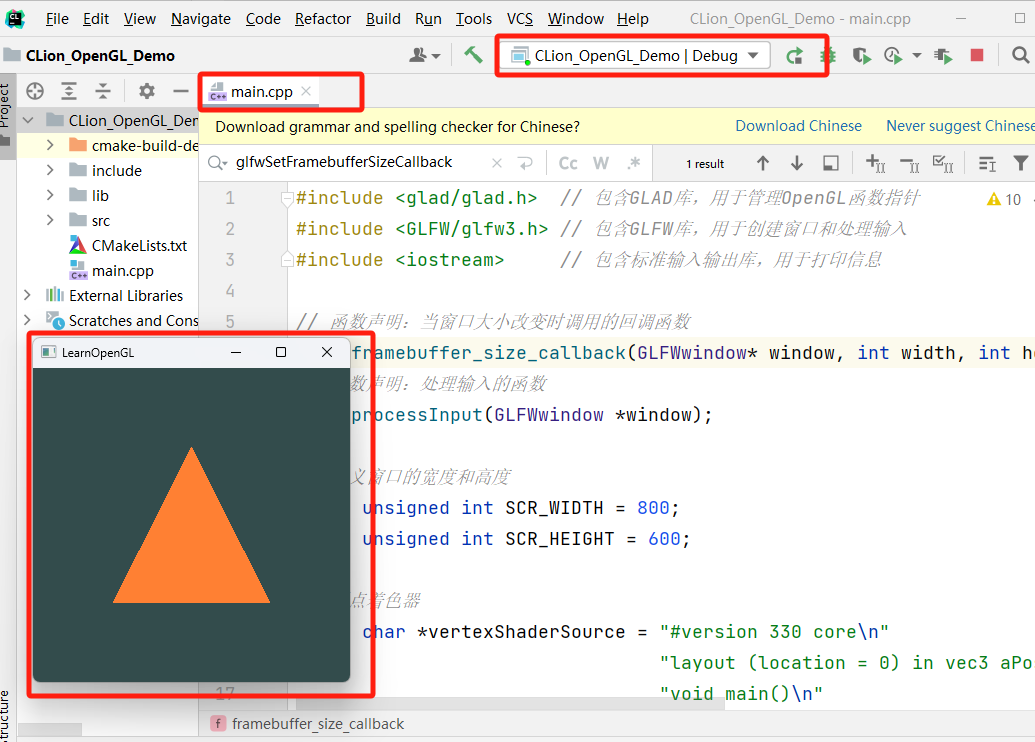 File Edit View Navigate Code Refactor Build Run Tools VCS Window Help CLion_OpenGL_Demo - main.cpp
CLion_OpenGL_Demo
CLion_OpenGL_Demo | Debug
Project
main.cpp
CLion_OpenGL_Der
cmake-build-de
include
lib
src
CMakeLists.txt
main.cpp
External Libraries
Scratches and Cons
Download grammar and spelling checker for Chinese? Download Chinese Never suggest Chinese
glfwSetFramebufferSizeCallback Cc W .* 1 result
1 #include <glad/glad.h> // 包含GLAD库，用于管理OpenGL函数指针
10
2 #include <GLFW/glfw3.h> // 包含GLFW库，用于创建窗口和处理输入
3 #include <iostream> // 包含标准输入输出库，用于打印信息
4
5 // 函数声明：当窗口大小改变时调用的回调函数
framebuffer_size_callback(GLFWwindow* window, int width, int he
数声明：处理输入的函数
processInput(GLFWwindow *window);
义窗口的宽度和高度
unsigned int SCR_WIDTH = 800;
unsigned int SCR_HEIGHT = 600;
点着色器
char *vertexShaderSource = "#version 330 core\n"
"layout (location = 0) in vec3 aPo
17 "void main()\n"
LearnOpenGL
tructure
f framebuffer_size_callback